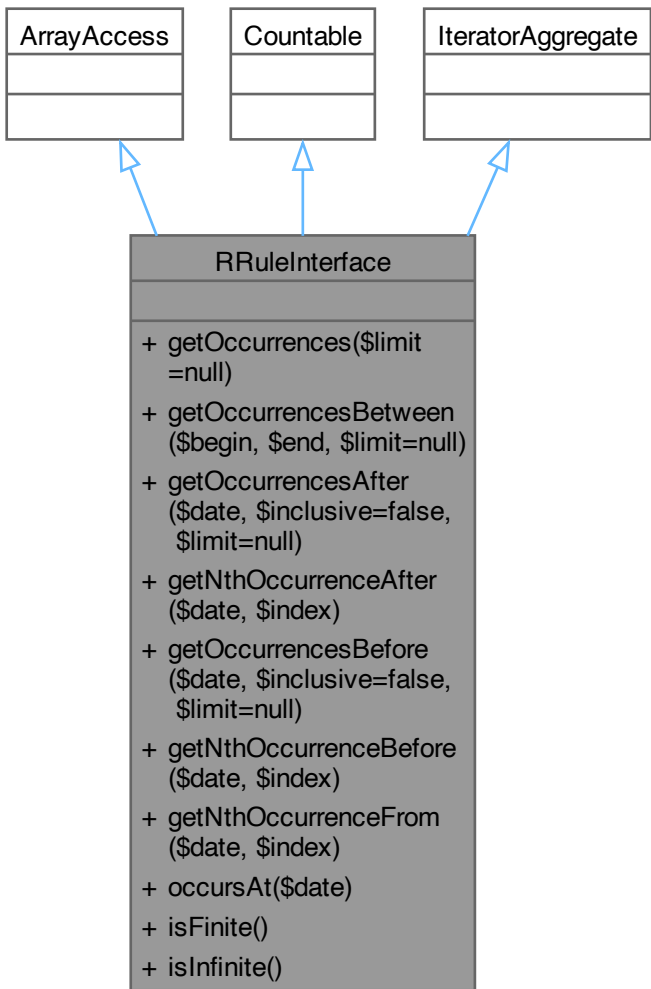 ArrayAccess
Countable
IteratorAggregate
RRuleInterface
+ getOccurrences($limit
=null)
+ getOccurrencesBetween
($begin, $end, $limit=null)
+ getOccurrencesAfter
($date, $inclusive=false,
$limit=null)
+ getNthOccurrenceAfter
($date, $index)
+ getOccurrencesBefore
($date, $inclusive=false,
$limit=null)
+ getNthOccurrenceBefore
($date, $index)
+ getNthOccurrenceFrom
($date, $index)
+ occursAt($date)
+ isFinite()
+ isInfinite()